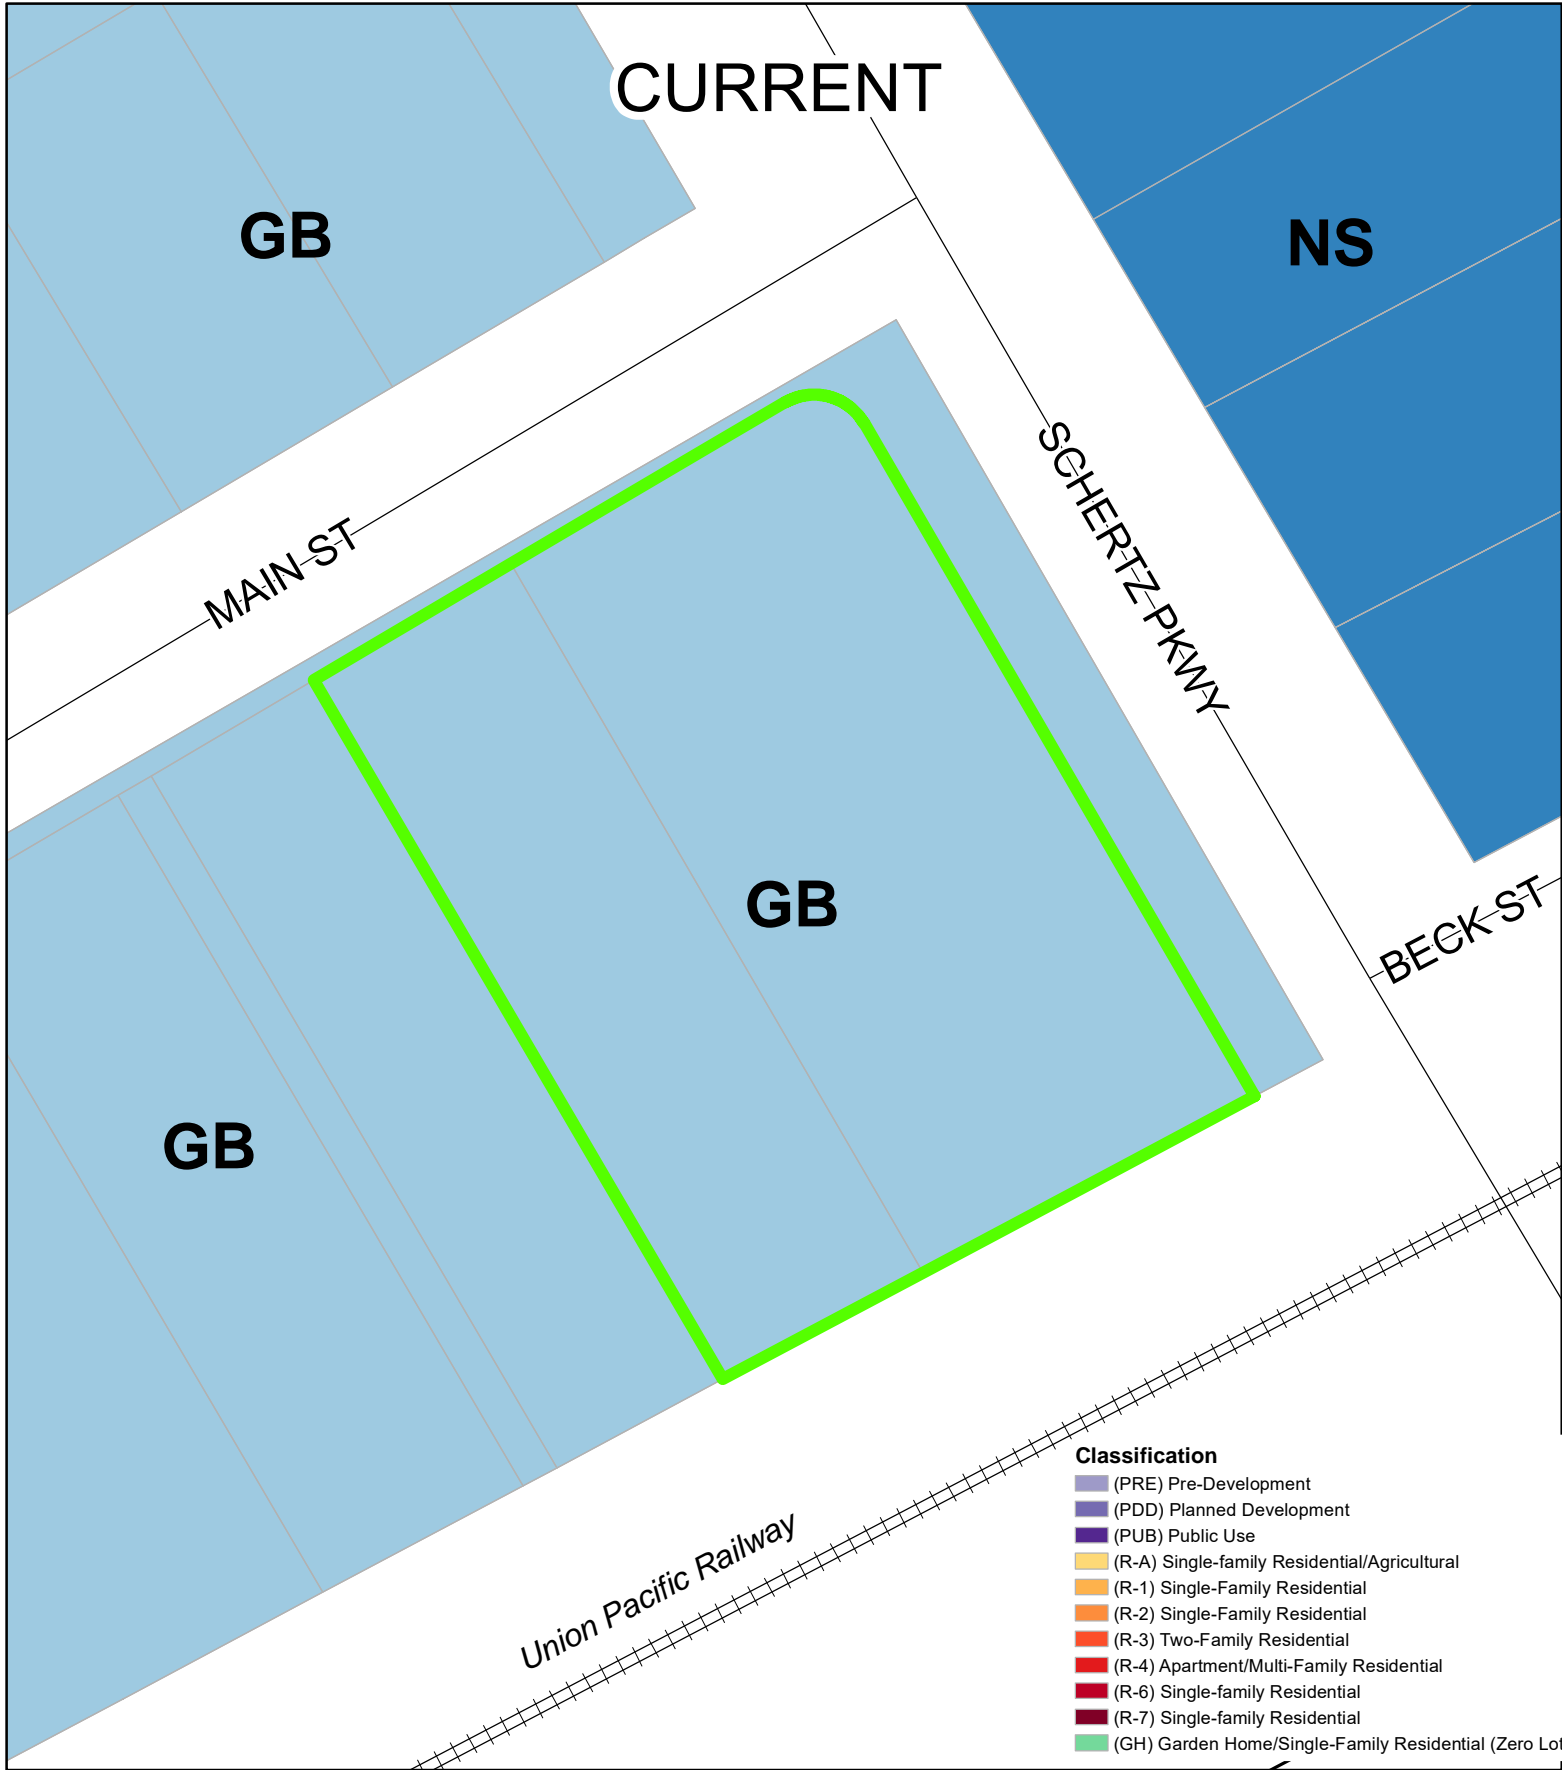 CURRENT
GB
NS
MAIN ST
SCHERTZ PKWY
GB
BECK ST
GB
Union Pacific Railway
Classification
(PRE) Pre-Development
(PDD) Planned Development
(PUB) Public Use
(R-A) Single-family Residential/Agricultural
(R-1) Single-Family Residential
(R-2) Single-Family Residential
(R-3) Two-Family Residential
(R-4) Apartment/Multi-Family Residential
(R-6) Single-family Residential
(R-7) Single-family Residential
(GH) Garden Home/Single-Family Residential (Zero Lot